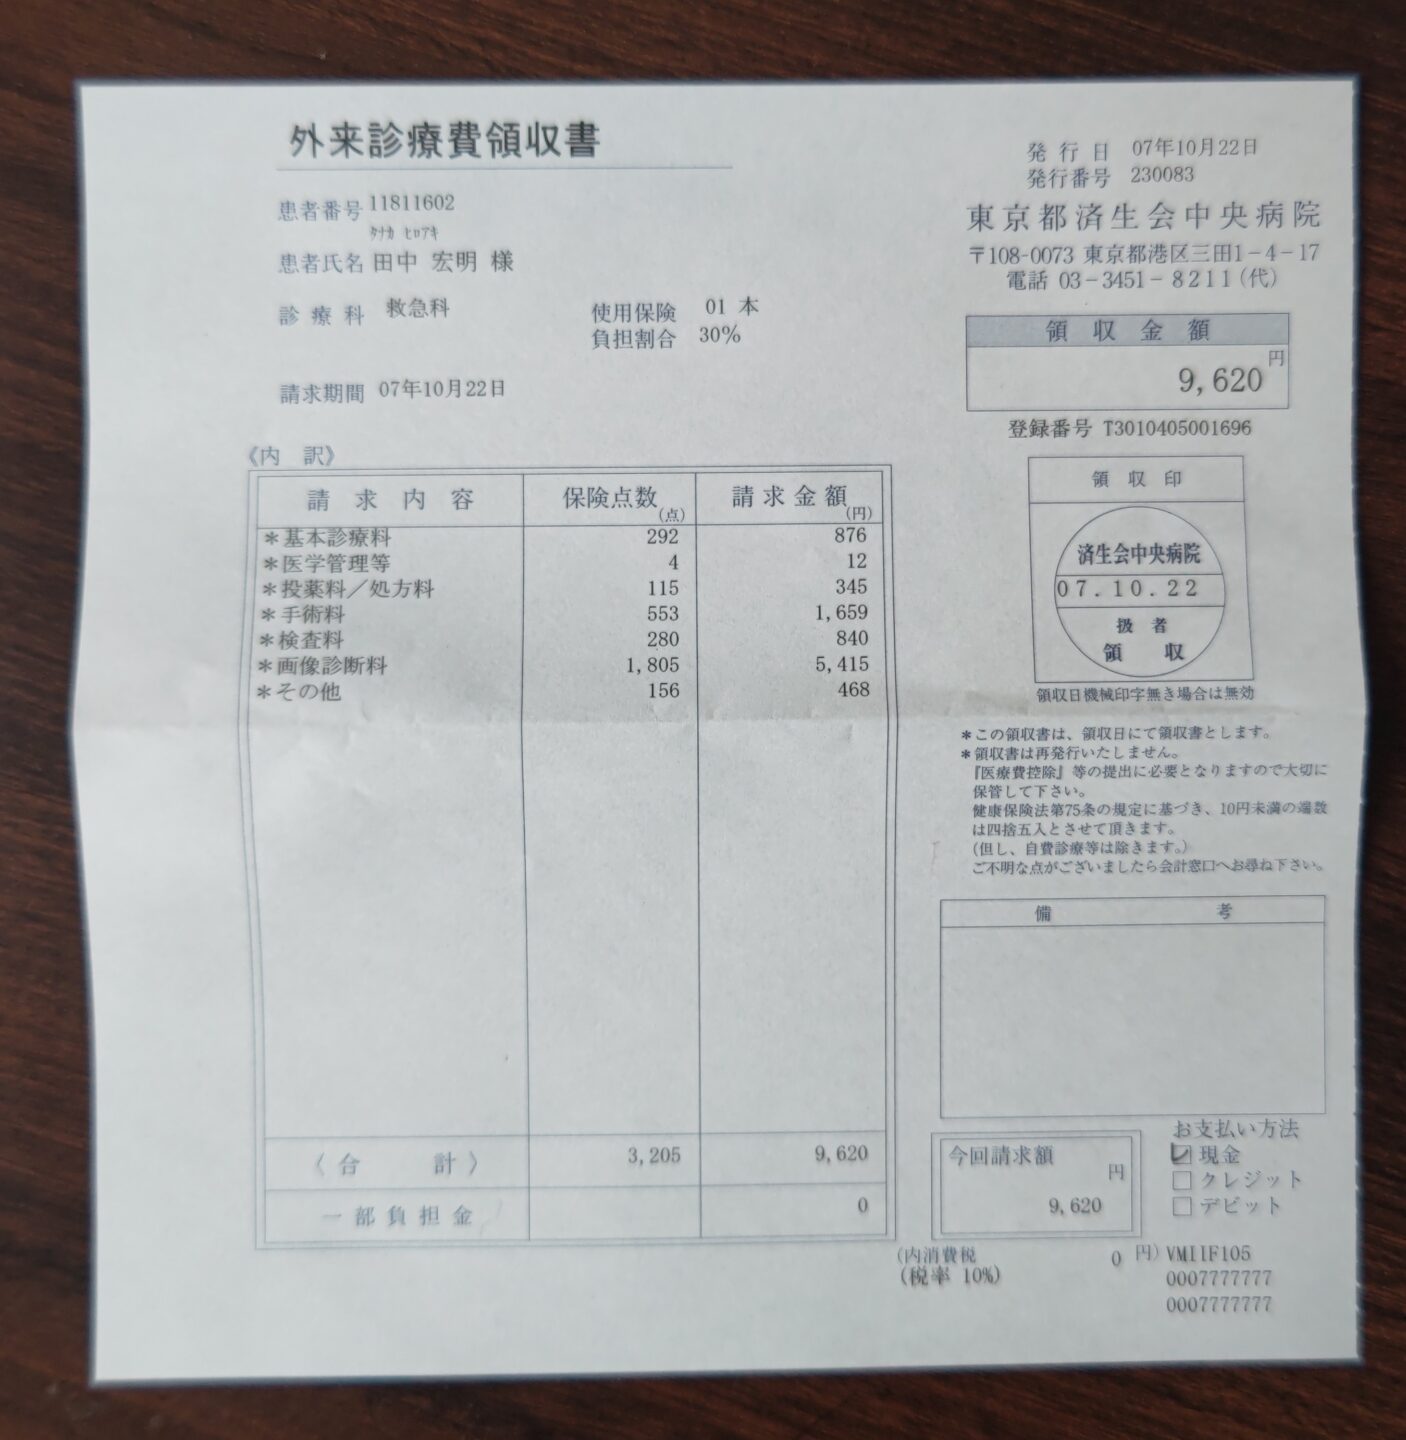 外来診療費領収書
発行日 07年10月22日
発行番号 230083
患者番号 11811602
タナカ ヒロアキ
患者氏名 田中 宏明 様
東京都済生会中央病院
〒108-0073 東京都港区三田1-4-17
電話 03-3451-8211(代)
診療科 救急科
使用保険 01 本
負担割合 30%
請求期間 07年10月22日
領収金額
円
9,620
登録番号 T3010405001696
《内 訳》
請求内容 保険点数(点) 請求金額(円)
*基本診療料 292 876
*医学管理等 4 12
*投薬料/処方料 115 345
*手術料 553 1,659
*検査料 280 840
*画像診断料 1,805 5,415
*その他 156 468
〈合 計〉 3,205 9,620
一部負担金 0
領収印
済生会中央病院
07.10.22
扱者
領 収
領収日機械印字無き場合は無効
*この領収書は、領収日にて領収書とします。
*領収書は再発行いたしません。
『医療費控除』等の提出に必要となりますので大切に
保管して下さい。
健康保険法第75条の規定に基づき、10円未満の端数
は四捨五入とさせて頂きます。
(但し、自費診療等は除きます。)
ご不明な点がございましたら会計窓口へお尋ね下さい。
備 考
今回請求額
円
9,620
お支払い方法
☑現金
□クレジット
□デビット
(内消費税 0 円)
(税率 10%)
VMIIF105
0007777777
0007777777